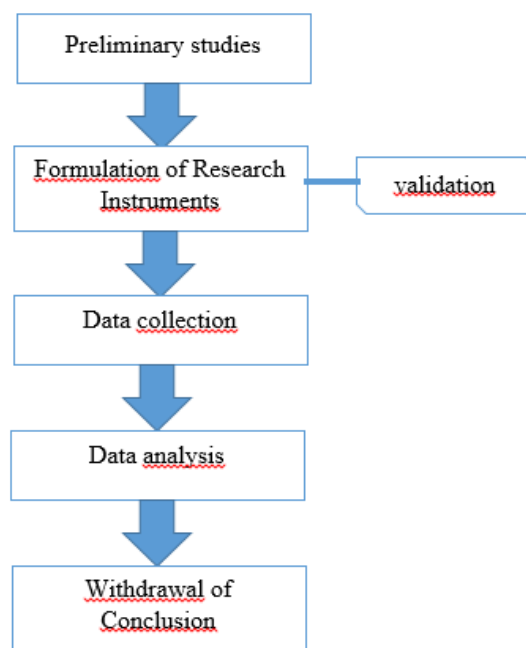 Preliminary studies
Formulation of Research
Instruments
validation
Data collection
Data analysis
Withdrawal of
Conclusion